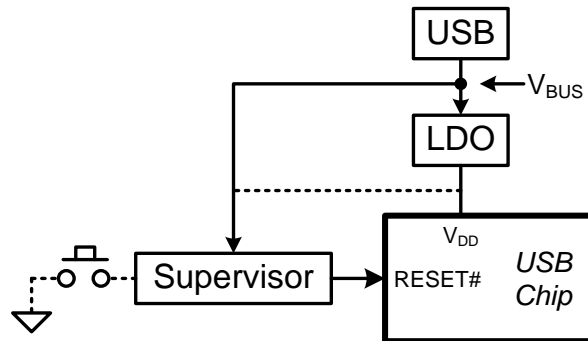 USB
VBUS
LDO
VDD
Supervisor
RESET#
USB
Chip